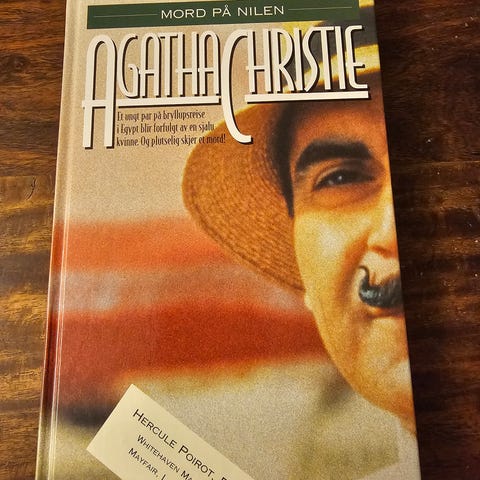 MORD PÅ NILEN
AGATHA CHRISTIE
Et ungt par på bryllupsreise
i Egypt blir forfulgt av en sjalu
kvinne. Og plutselig skjer et mord!
HERCULE POIROT,
WHITEHAVEN
MAYFAIR,